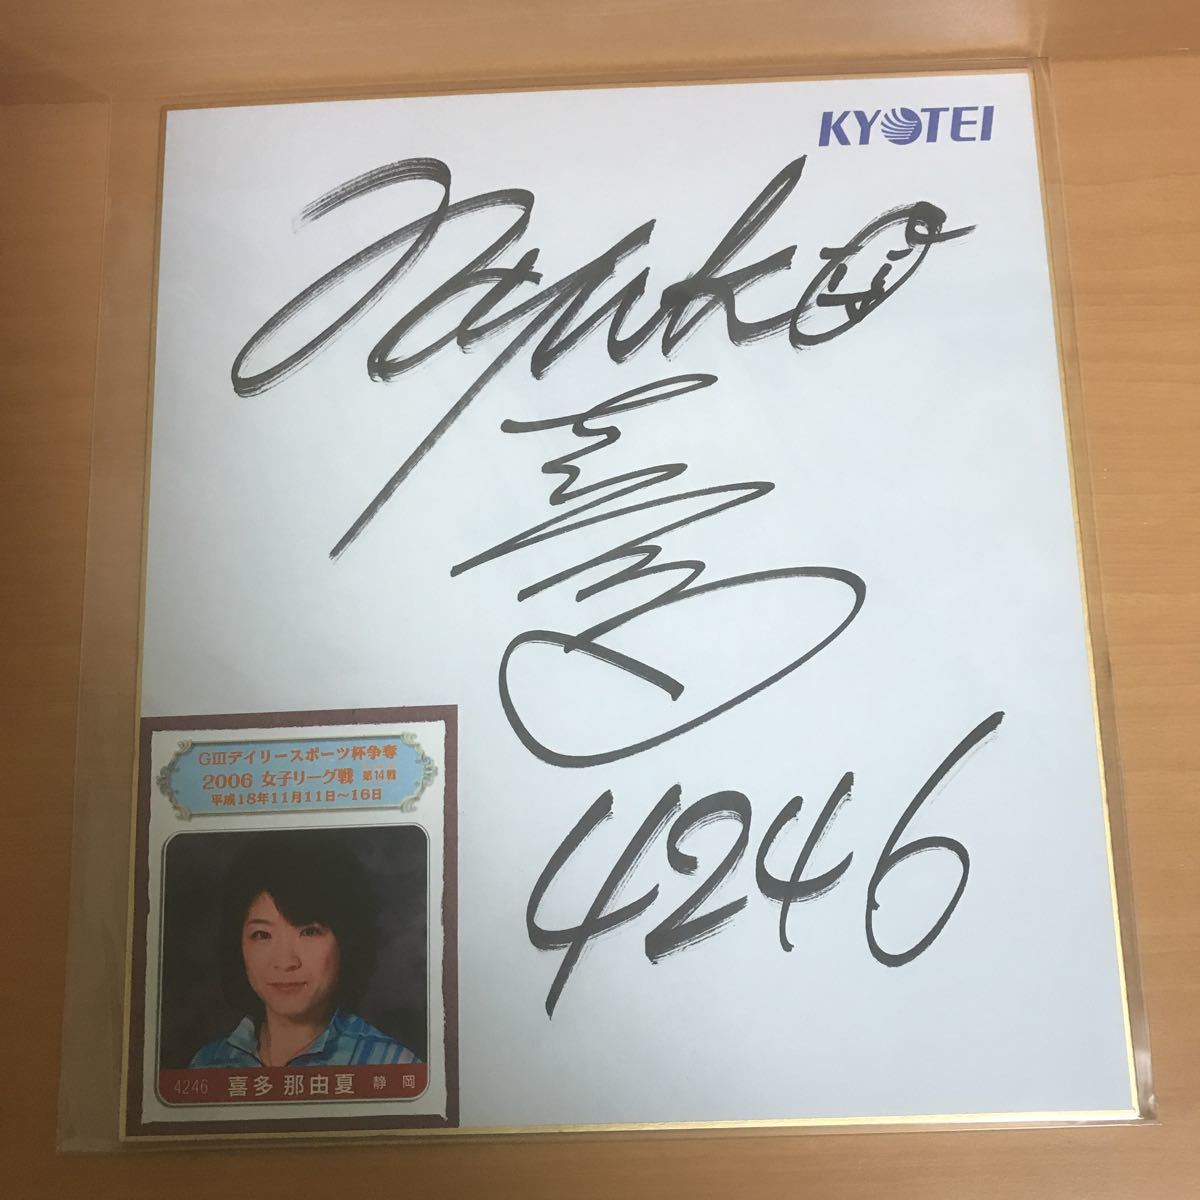 KYOTEI
Nayuko
喜多
4246
GⅢデイリースポーツ杯争奪
2006 女子リーグ戦 第14戦
平成18年11月11日～16日
4246 喜多 那由夏 静岡